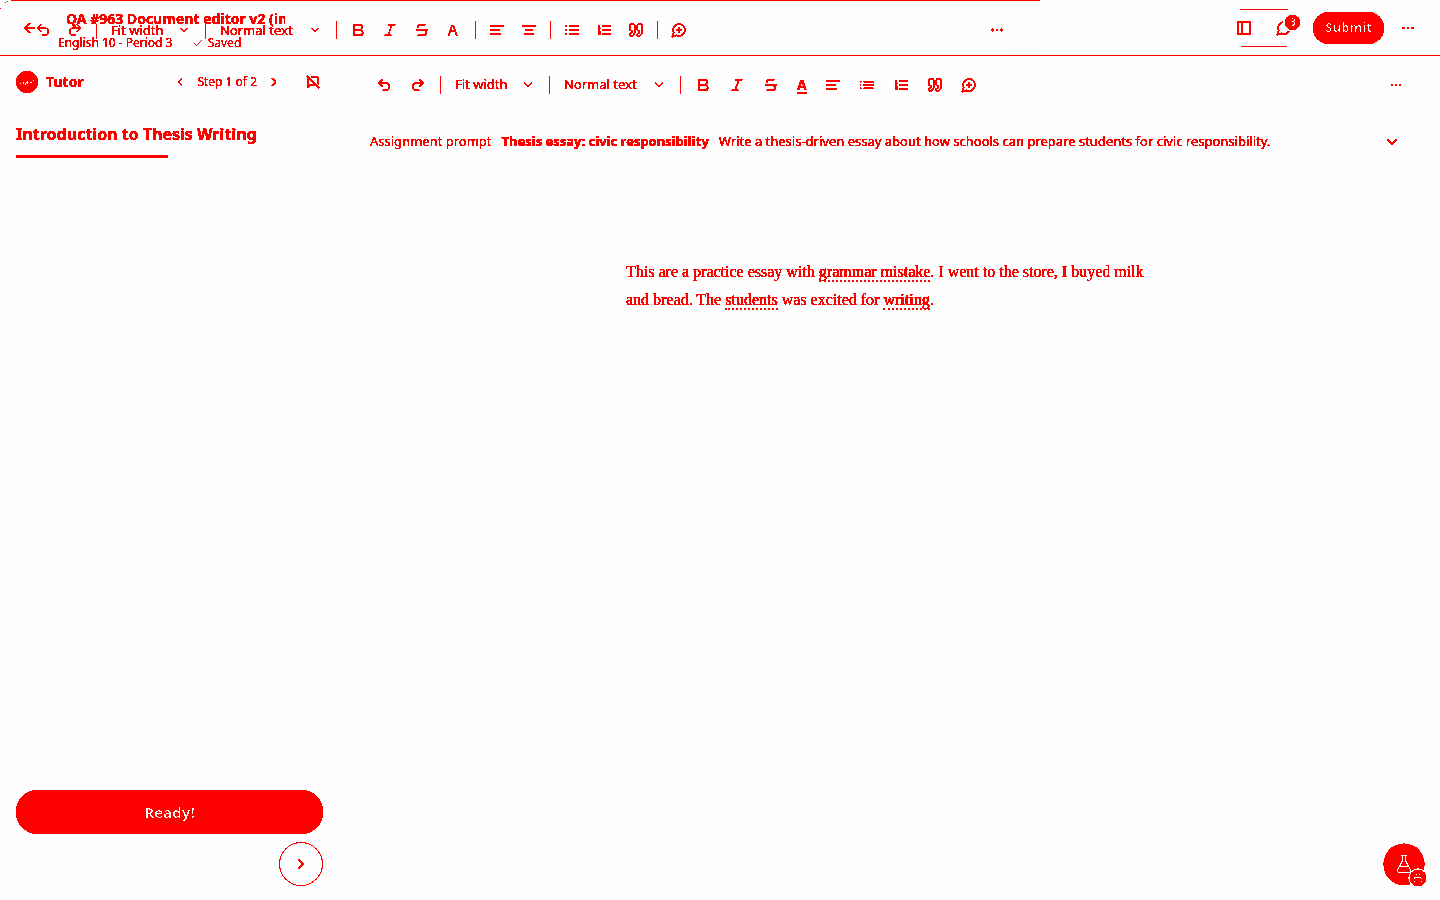 QA #963 Document editor v2 (in
Fit width Normal text
English 10 - Period 3 Saved
3
Submit
Tutor
Step 1 of 2
Fit width Normal text
Introduction to Thesis Writing
Assignment prompt Thesis essay: civic responsibility Write a thesis-driven essay about how schools can prepare students for civic responsibility.
This are a practice essay with grammar mistake. I went to the store, I buyed milk
and bread. The students was excited for writing.
Ready!